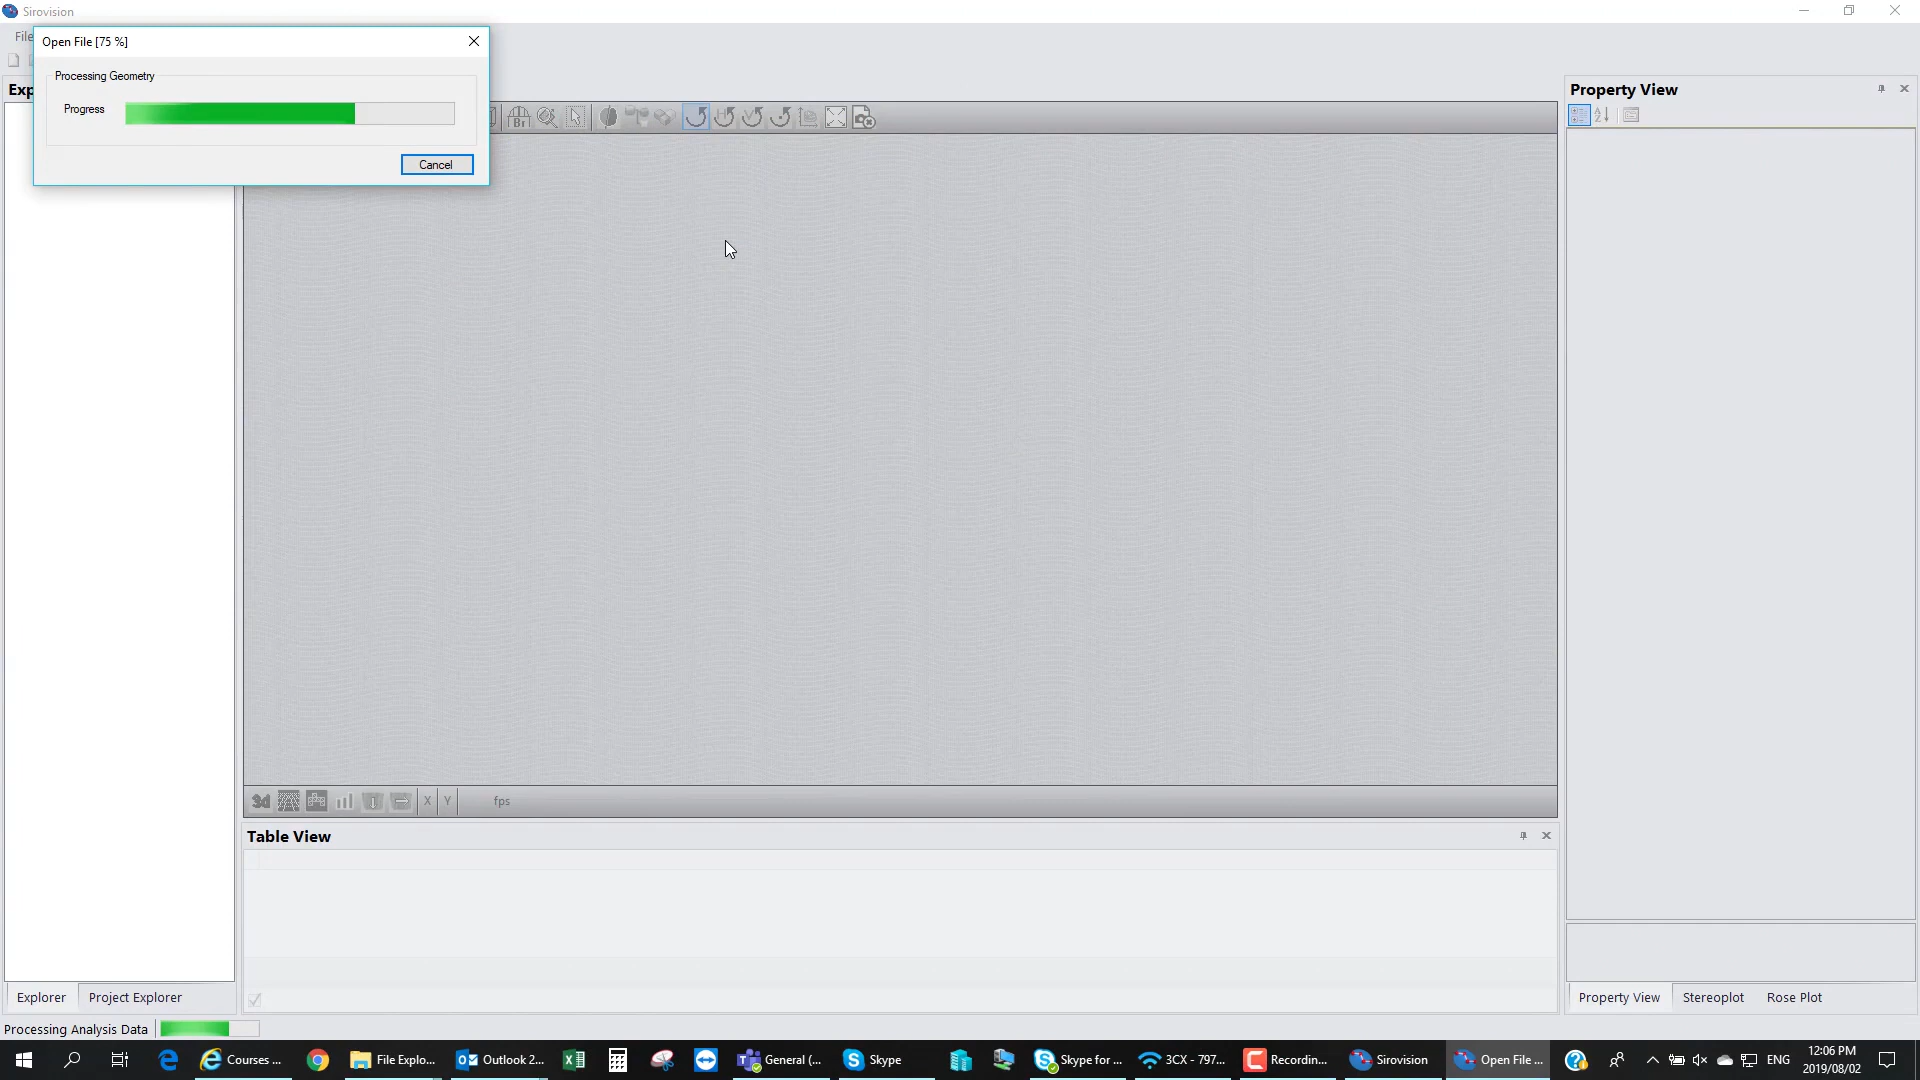 Sirovision
File
Open File [75 %]
Processing Geometry
Progress
Cancel
Exp
Br
Property View
X Y fps
Table View
Explorer Project Explorer
Property View Stereoplot Rose Plot
Processing Analysis Data
Courses ...
File Explo...
Outlook 2...
General (...
Skype
Skype for ...
3CX - 797...
Recordin...
Sirovision
Open File ...
ENG
12:06 PM
2019/08/02